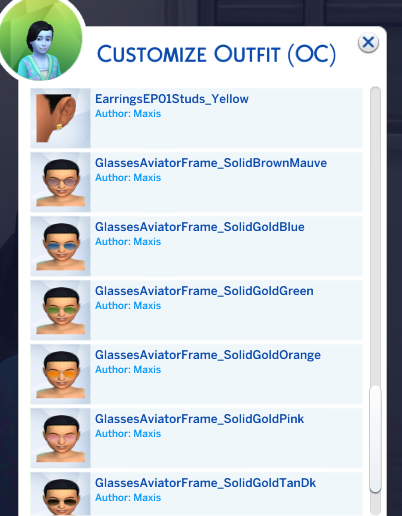 Customize Outfit (OC)
EarringsEP01Studs_Yellow
Author: Maxis
GlassesAviatorFrame_SolidBrownMauve
Author: Maxis
GlassesAviatorFrame_SolidGoldBlue
Author: Maxis
GlassesAviatorFrame_SolidGoldGreen
Author: Maxis
GlassesAviatorFrame_SolidGoldOrange
Author: Maxis
GlassesAviatorFrame_SolidGoldPink
Author: Maxis
GlassesAviatorFrame_SolidGoldTanDk
Author: Maxis